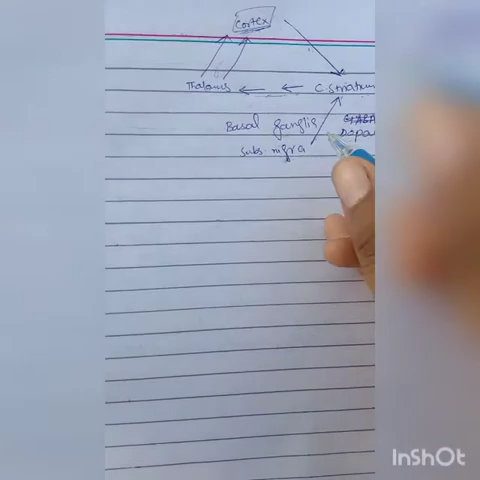 Cortex
Thalamus C. Striatum
Basal ganglia
Dopa
Subs. nigra
InShOt